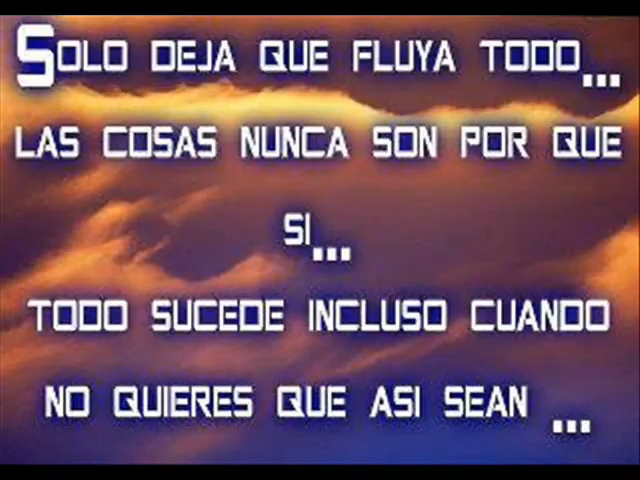 SOLO DEJA QUE FLUYA TODO...
LAS COSAS NUNCA SON POR QUE
SI...
TODO SUCEDE INCLUSO CUANDO
NO QUIERES QUE ASI SEAN ...